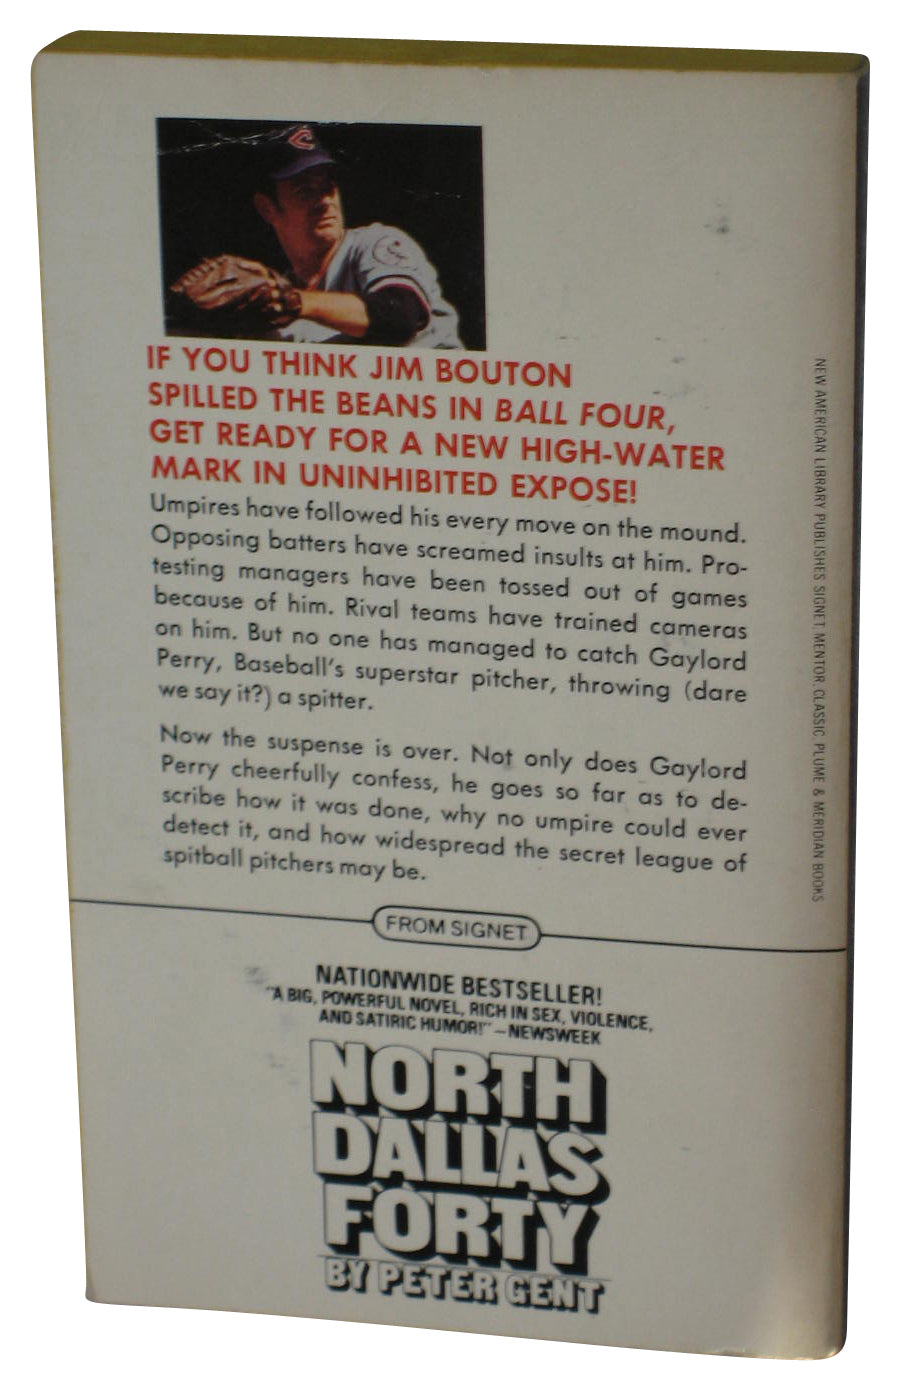 C
IF YOU THINK JIM BOUTON
SPILLED THE BEANS IN BALL FOUR,
GET READY FOR A NEW HIGH-WATER
MARK IN UNINHIBITED EXPOSE!
Umpires have followed his every move on the mound.
Opposing batters have screamed insults at him. Pro-
testing managers have been tossed out of games
because of him. Rival teams have trained cameras
on him. But no one has managed to catch Gaylord
Perry, Baseball's superstar pitcher, throwing (dare
we say it?) a spitter.
Now the suspense is over. Not only does Gaylord
Perry cheerfully confess, he goes so far as to de-
scribe how it was done, why no umpire could ever
detect it, and how widespread the secret league of
spitball pitchers may be.
FROM SIGNET
NATIONWIDE BESTSELLER!
"A BIG, POWERFUL NOVEL, RICH IN SEX, VIOLENCE,
AND SATIRIC HUMOR!"—NEWSWEEK
NORTH
DALLAS
FORTY
BY PETER GENT
NEW AMERICAN LIBRARY PUBLISHES SIGNET, MENTOR, CLASSIC, PLUME & MERIDIAN BOOKS